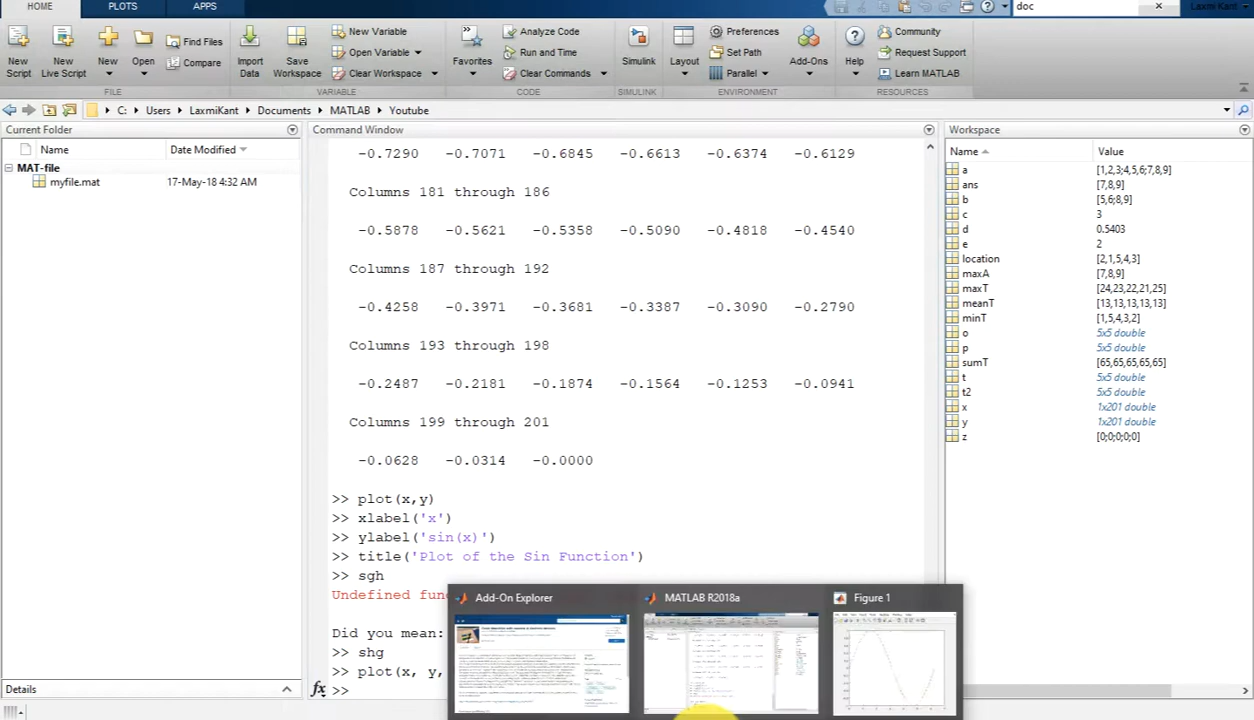 HOME PLOTS APPS doc Laxmi Kant
New Script
New Live Script
New
Open
Find Files
Compare
Import Data
Save Workspace
New Variable
Open Variable
Clear Workspace
Favorites
Analyze Code
Run and Time
Clear Commands
Simulink
Layout
Preferences
Set Path
Parallel
Add-Ons
Help
Community
Request Support
Learn MATLAB
FILE VARIABLE CODE SIMULINK ENVIRONMENT RESOURCES
C: Users LaxmiKant Documents MATLAB Youtube
Current Folder
Name Date Modified
MAT-file
myfile.mat 17-May-18 4:32 AM
Details
Command Window
-0.7290 -0.7071 -0.6845 -0.6613 -0.6374 -0.6129
Columns 181 through 186
-0.5878 -0.5621 -0.5358 -0.5090 -0.4818 -0.4540
Columns 187 through 192
-0.4258 -0.3971 -0.3681 -0.3387 -0.3090 -0.2790
Columns 193 through 198
-0.2487 -0.2181 -0.1874 -0.1564 -0.1253 -0.0941
Columns 199 through 201
-0.0628 -0.0314 -0.0000
>> plot(x,y)
>> xlabel('x')
>> ylabel('sin(x)')
>> title('Plot of the Sin Function')
>> sgh
Undefined fun
Did you mean:
>> shg
>> plot(x, y,
fx >>
Add-On Explorer
MATLAB R2018a
Figure 1
Workspace
Name Value
a [1,2,3;4,5,6;7,8,9]
ans [7,8,9]
b [5,6;8,9]
c 3
d 0.5403
e 2
location [2,1,5,4,3]
maxA [7,8,9]
maxT [24,23,22,21,25]
meanT [13,13,13,13,13]
minT [1,5,4,3,2]
o 5x5 double
p 5x5 double
sumT [65,65,65,65,65]
t 5x5 double
t2 5x5 double
x 1x201 double
y 1x201 double
z [0;0;0;0;0]